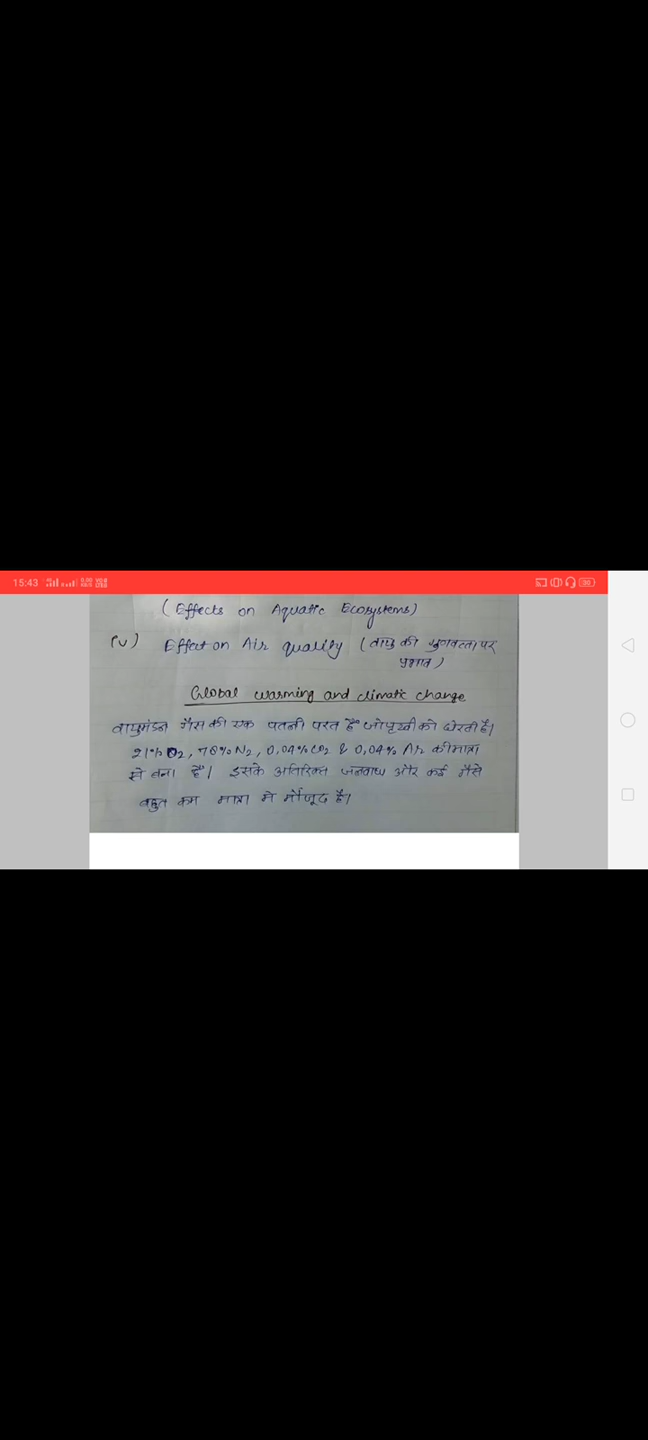 15:43
(Effects on Aquatic Ecosystems)
(v) Effect on Air quality (वायु की गुणवत्ता पर
प्रभाव)
Global warming and climatic change
वायुमंडल गैस की एक पतली परत है जो पृथ्वी को घेरती है।
21% O2, 78% N2, 0,04% CO2 & 0,04% Ar की मात्रा
से बना है। इसके अतिरिक्त जलवाष्प और कई गैसे
बहुत कम मात्रा मे मौजूद है।